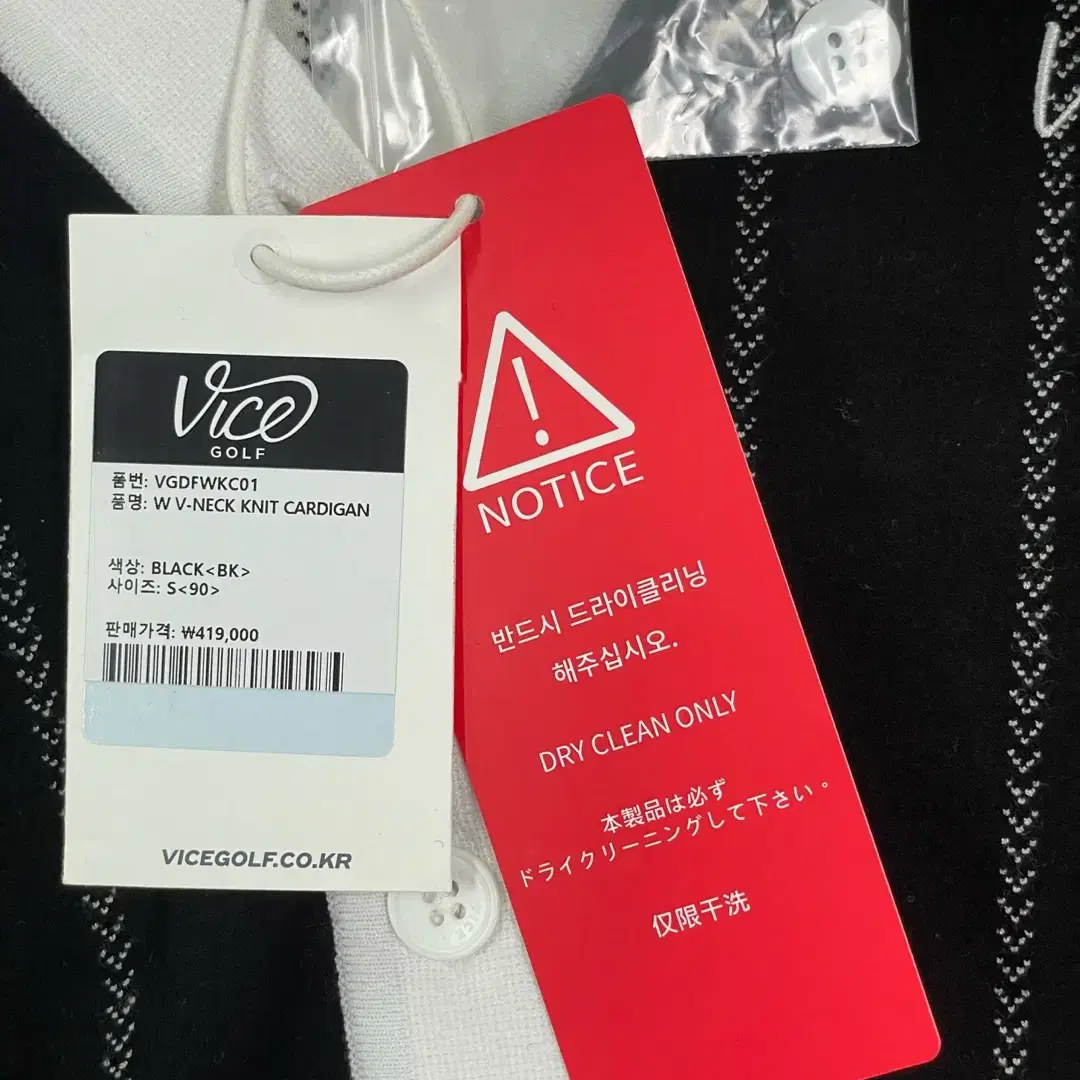 Vice
GOLF
품번: VGDFWKC01
품명: W V-NECK KNIT CARDIGAN
색상: BLACK<BK>
사이즈: S<90>
판매가격: ₩419,000
VICEGOLF.CO.KR
!
NOTICE
반드시 드라이클리닝
해주십시오.
DRY CLEAN ONLY
本製品は必ず
ドライクリーニングして下さい。
仅限干洗